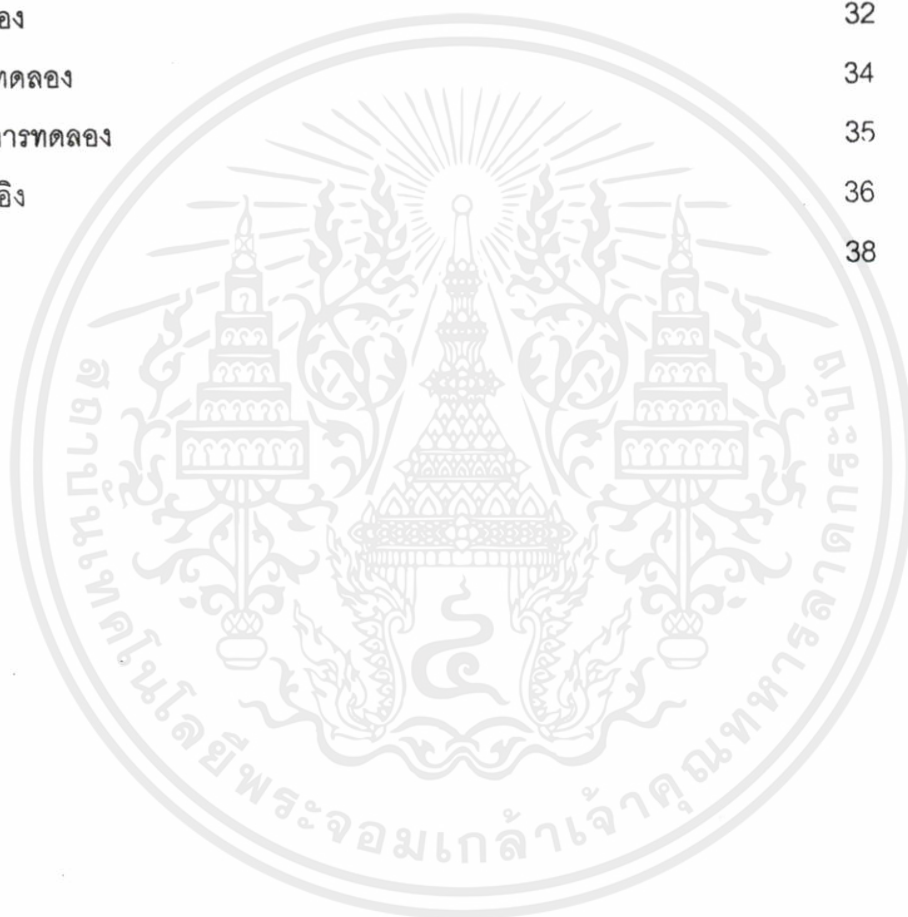 อง 32
ทดลอง 34
ารทดลอง 35
อิง 36
38
สถาบันเทคโนโลยีพระจอมเกล้าเจ้าคุณทหารลาดกระบัง
๔